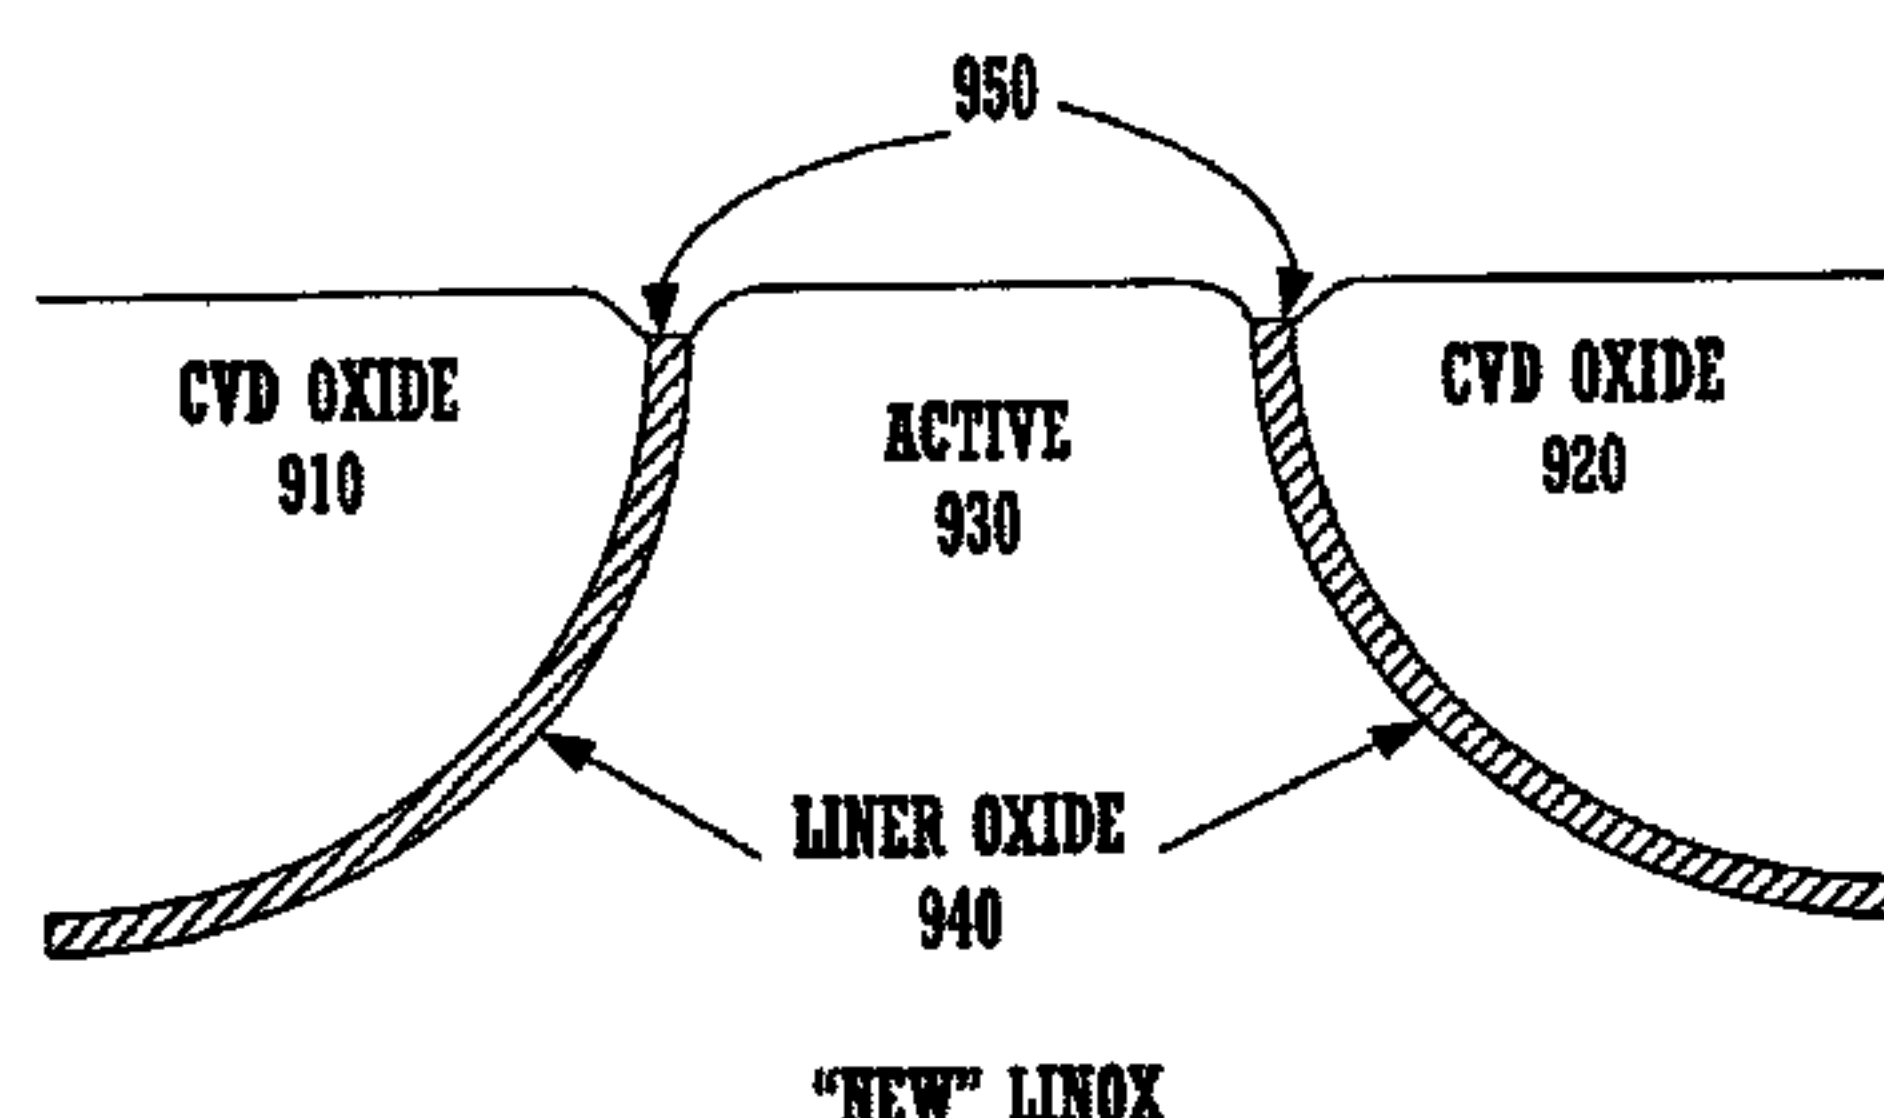 950
CVD OXIDE
910
ACTIVE
930
CVD OXIDE
920
LINER OXIDE
940
“NEW” LINOX